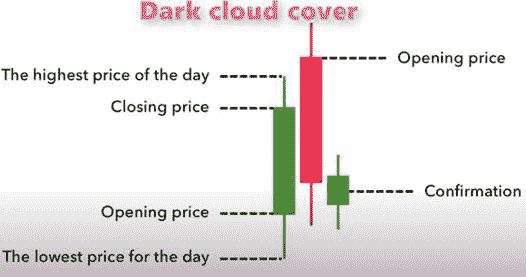 Dark cloud cover
Opening price
The highest price of the day
Closing price
Confirmation
Opening price
The lowest price for the day